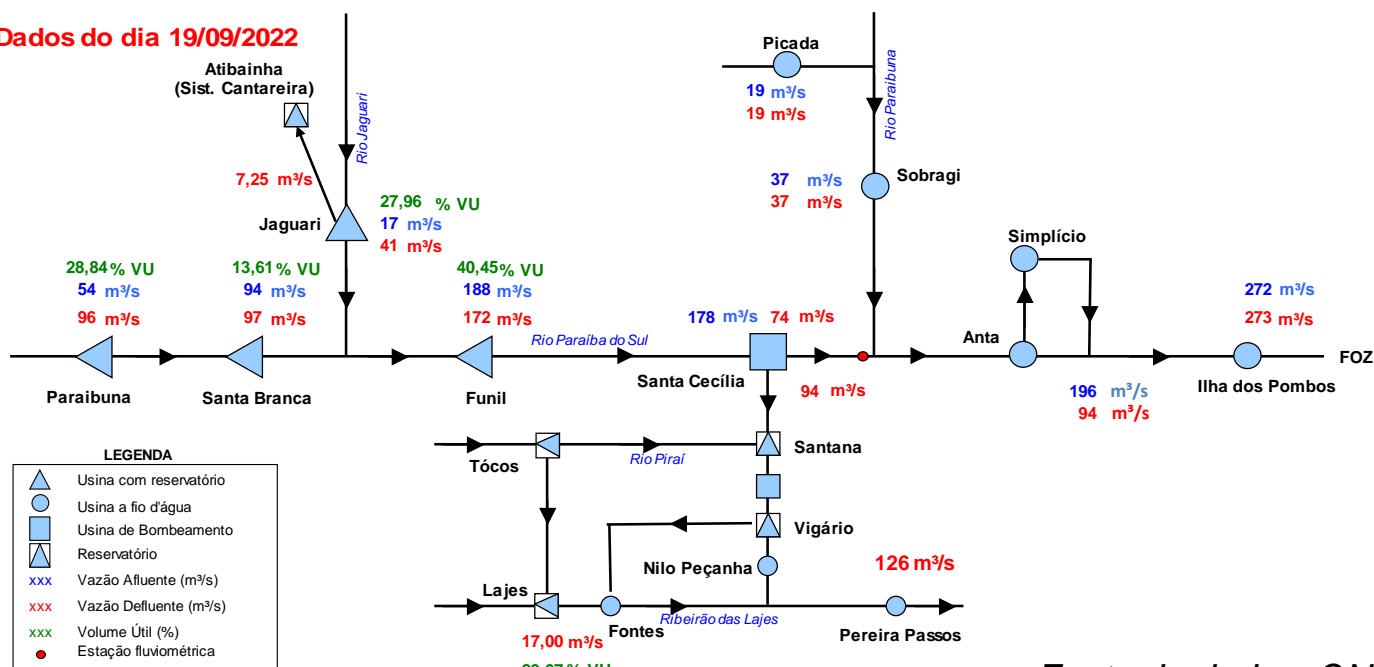 Dados do dia 19/09/2022
Atibainha
(Sist. Cantareira)
Rio Jaguari
7,25 m³/s
Jaguari
27,96 % VU
17 m³/s
41 m³/s
Picada
19 m³/s
19 m³/s
Rio Paraibuna
37 m³/s
37 m³/s
Sobragi
Simplício
28,84 % VU
54 m³/s
96 m³/s
Paraibuna
13,61 % VU
94 m³/s
97 m³/s
Santa Branca
40,45 % VU
188 m³/s
172 m³/s
Funil
Rio Paraíba do Sul
178 m³/s 74 m³/s
Santa Cecília
94 m³/s
Anta
196 m³/s
94 m³/s
272 m³/s
273 m³/s
Ilha dos Pombos
FOZ
Tócos
Rio Piraí
Santana
Vigário
Nilo Peçanha
126 m³/s
Lajes
17,00 m³/s
Fontes
Ribeirão das Lajes
Pereira Passos
LEGENDA
Usina com reservatório
Usina a fio d'água
Usina de Bombeamento
Reservatório
xxx Vazão Afluente (m³/s)
xxx Vazão Defluente (m³/s)
xxx Volume Útil (%)
Estação fluviométrica